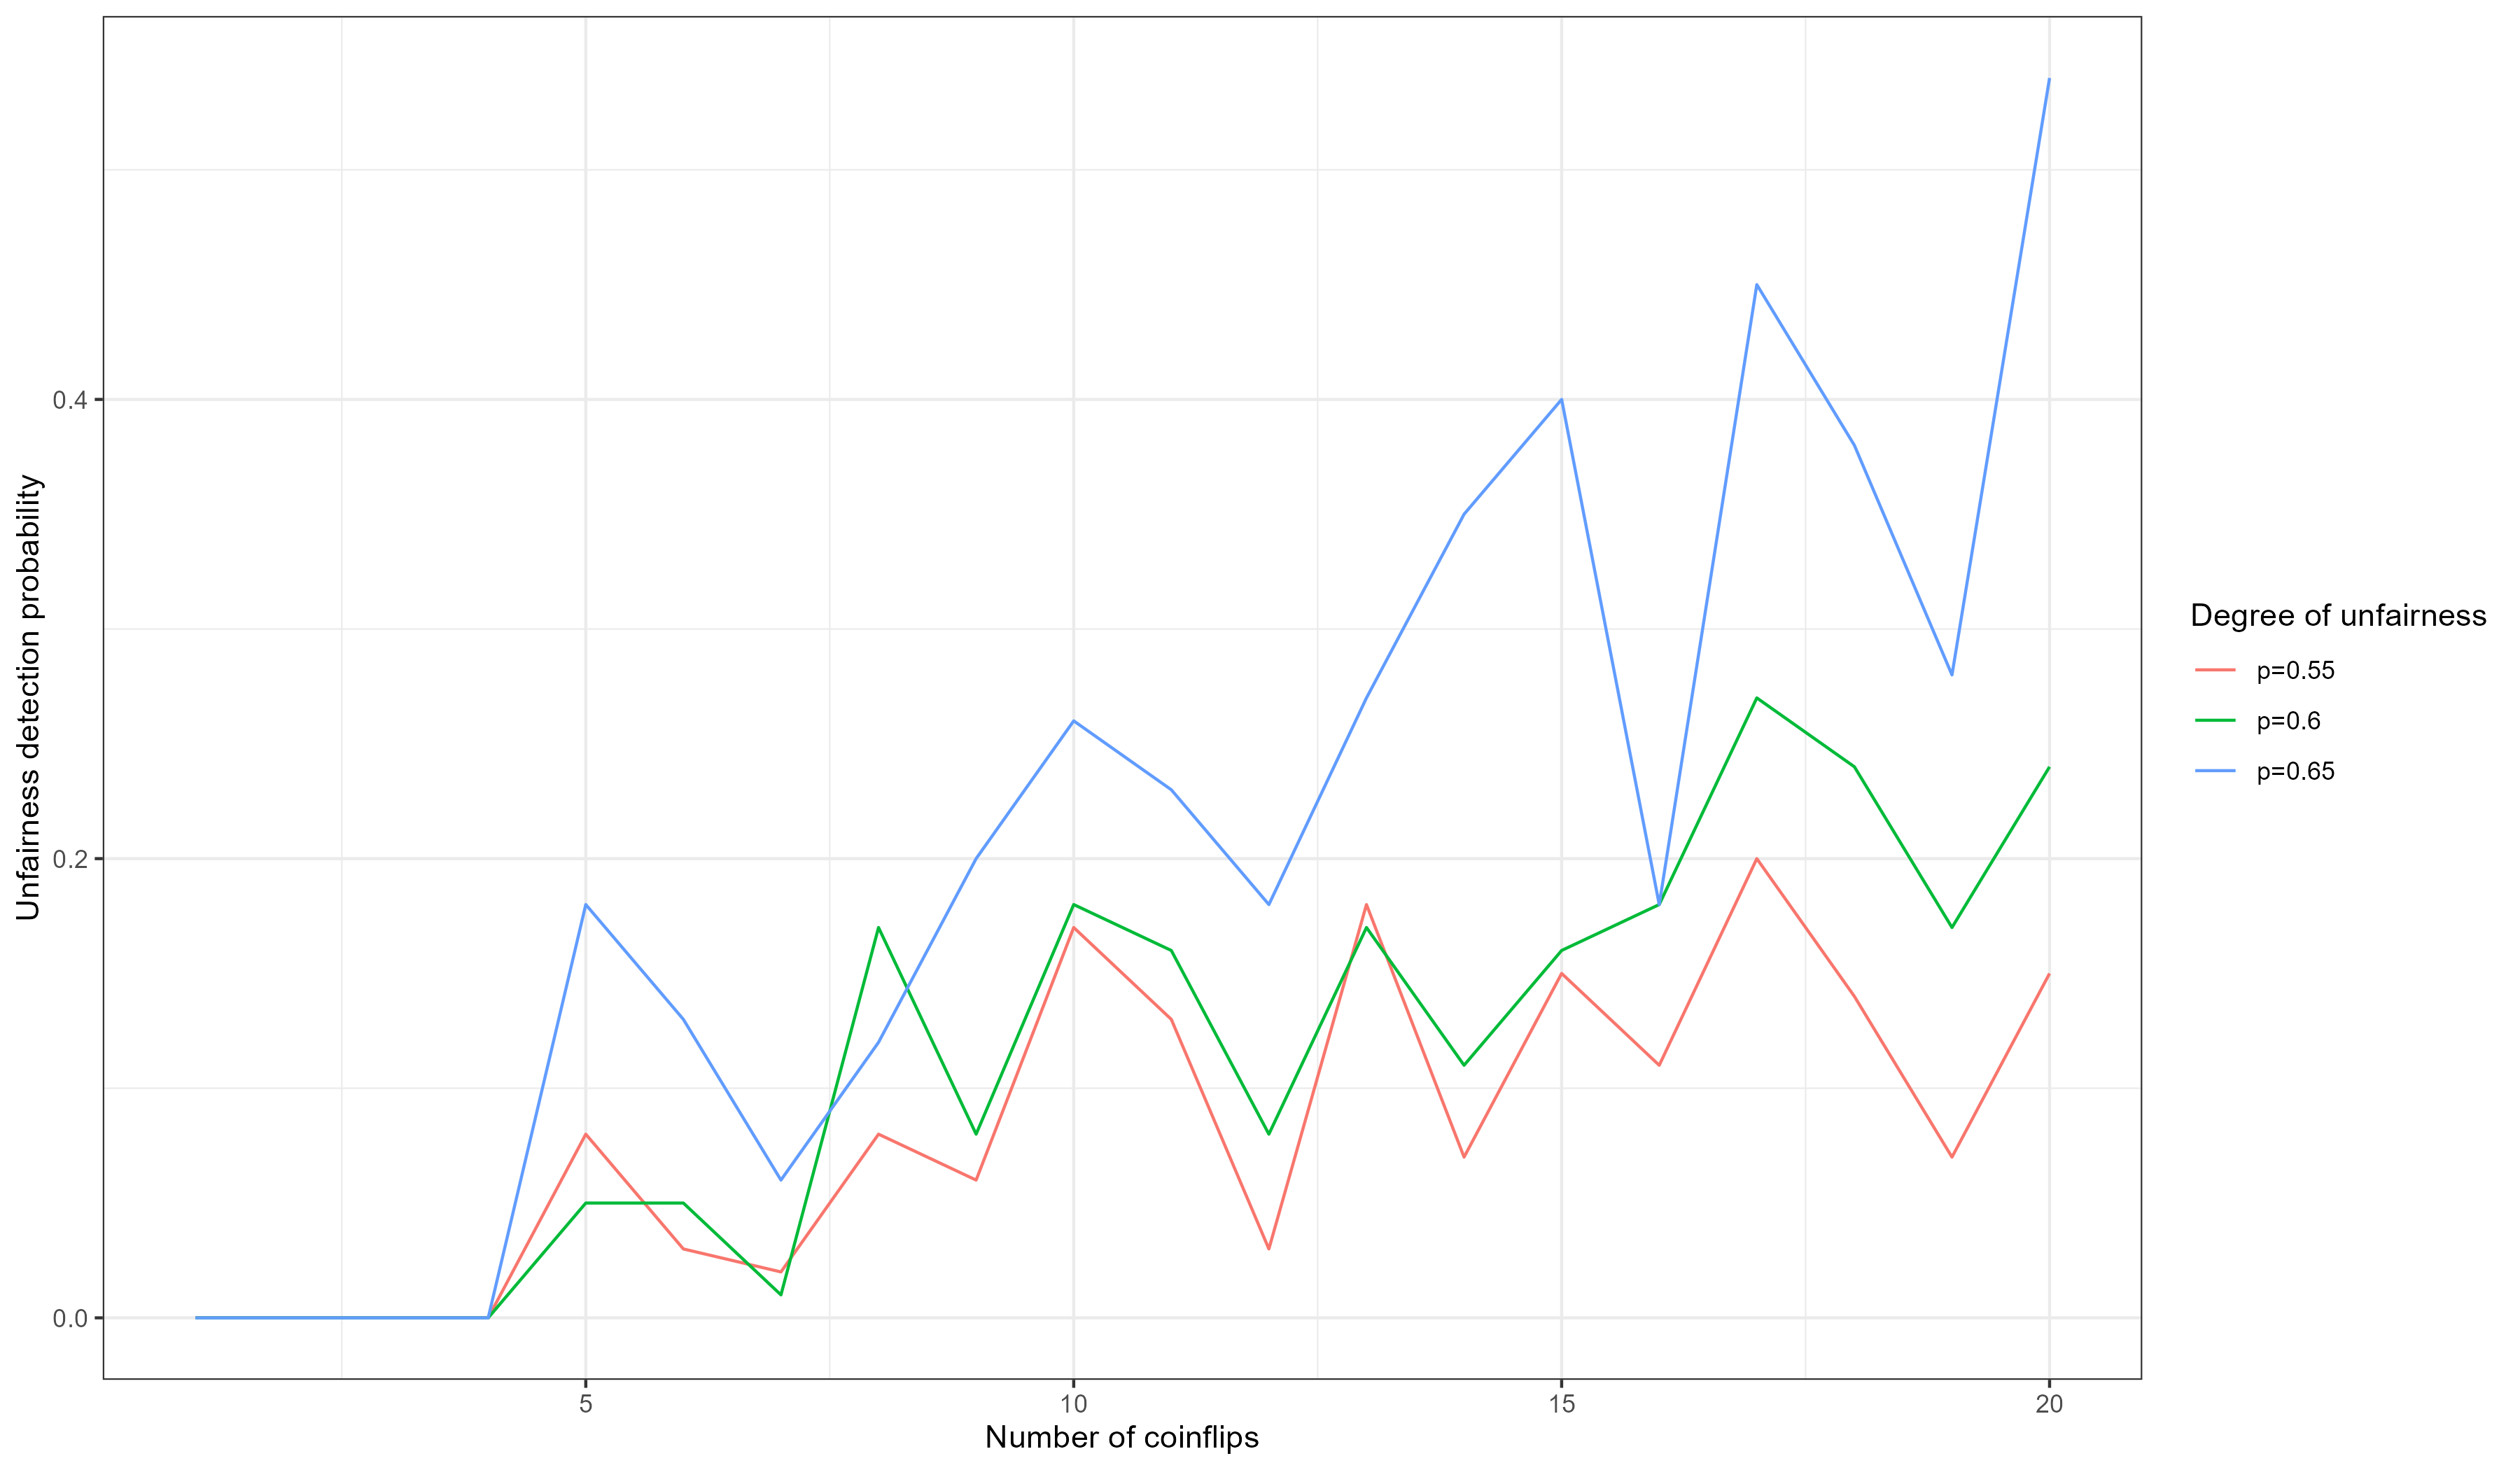 Unfairness detection probability
0.4
0.2
0.0
5
10
15
20
Number of coinflips
Degree of unfairness
p=0.55
p=0.6
p=0.65